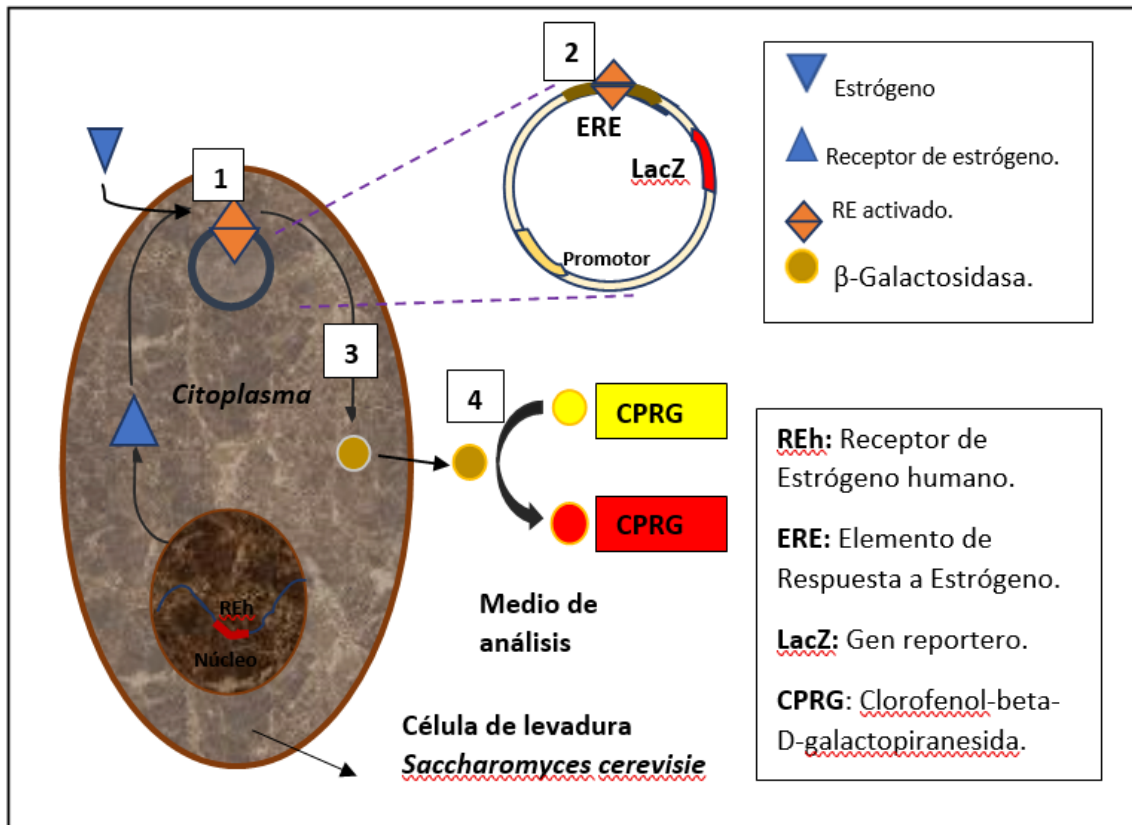 1
2
ERE
LacZ
Promotor
3
Citoplasma
4
CPRG
CPRG
REh
Núcleo
Medio de
análisis
Célula de levadura
Saccharomyces cerevisie
Estrógeno
Receptor de estrógeno.
RE activado.
β-Galactosidasa.
REh: Receptor de
Estrógeno humano.
ERE: Elemento de
Respuesta a Estrógeno.
LacZ: Gen reportero.
CPRG: Clorofenol-beta-
D-galactopiranesida.